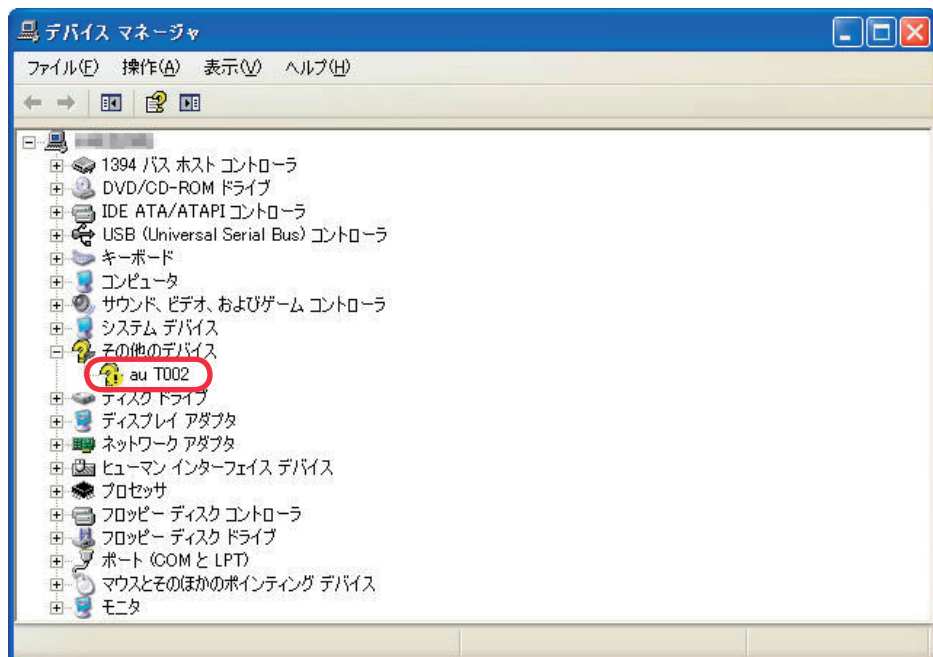 デバイス マネージャ
ファイル(F) 操作(A) 表示(V) ヘルプ(H)
1394 バス ホスト コントローラ
DVD/CD-ROM ドライブ
IDE ATA/ATAPI コントローラ
USB (Universal Serial Bus) コントローラ
キーボード
コンピュータ
サウンド、ビデオ、およびゲーム コントローラ
システム デバイス
その他のデバイス
au T002
ディスク ドライブ
ディスプレイ アダプタ
ネットワーク アダプタ
ヒューマン インターフェイス デバイス
プロセッサ
フロッピー ディスク コントローラ
フロッピー ディスク ドライブ
ポート (COM と LPT)
マウスとそのほかのポインティング デバイス
モニタ